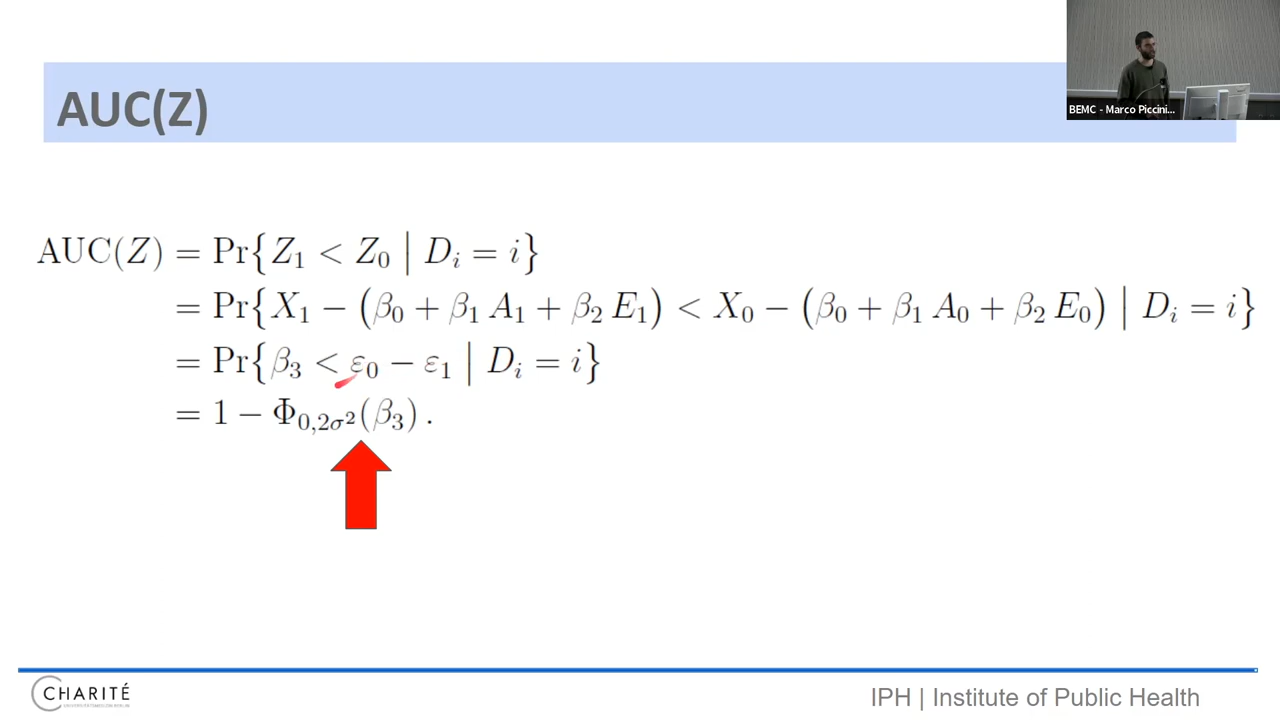 BEMC - Marco Piccini...
AUC(Z)
AUC(Z) = Pr{Z₁ < Z₀ | Dᵢ = i}
= Pr{X₁ − (β₀ + β₁ A₁ + β₂ E₁) < X₀ − (β₀ + β₁ A₀ + β₂ E₀) | Dᵢ = i}
= Pr{β₃ < ε₀ − ε₁ | Dᵢ = i}
= 1 − Φ₀,₂σ²(β₃) .
CHARITÉ
IPH | Institute of Public Health